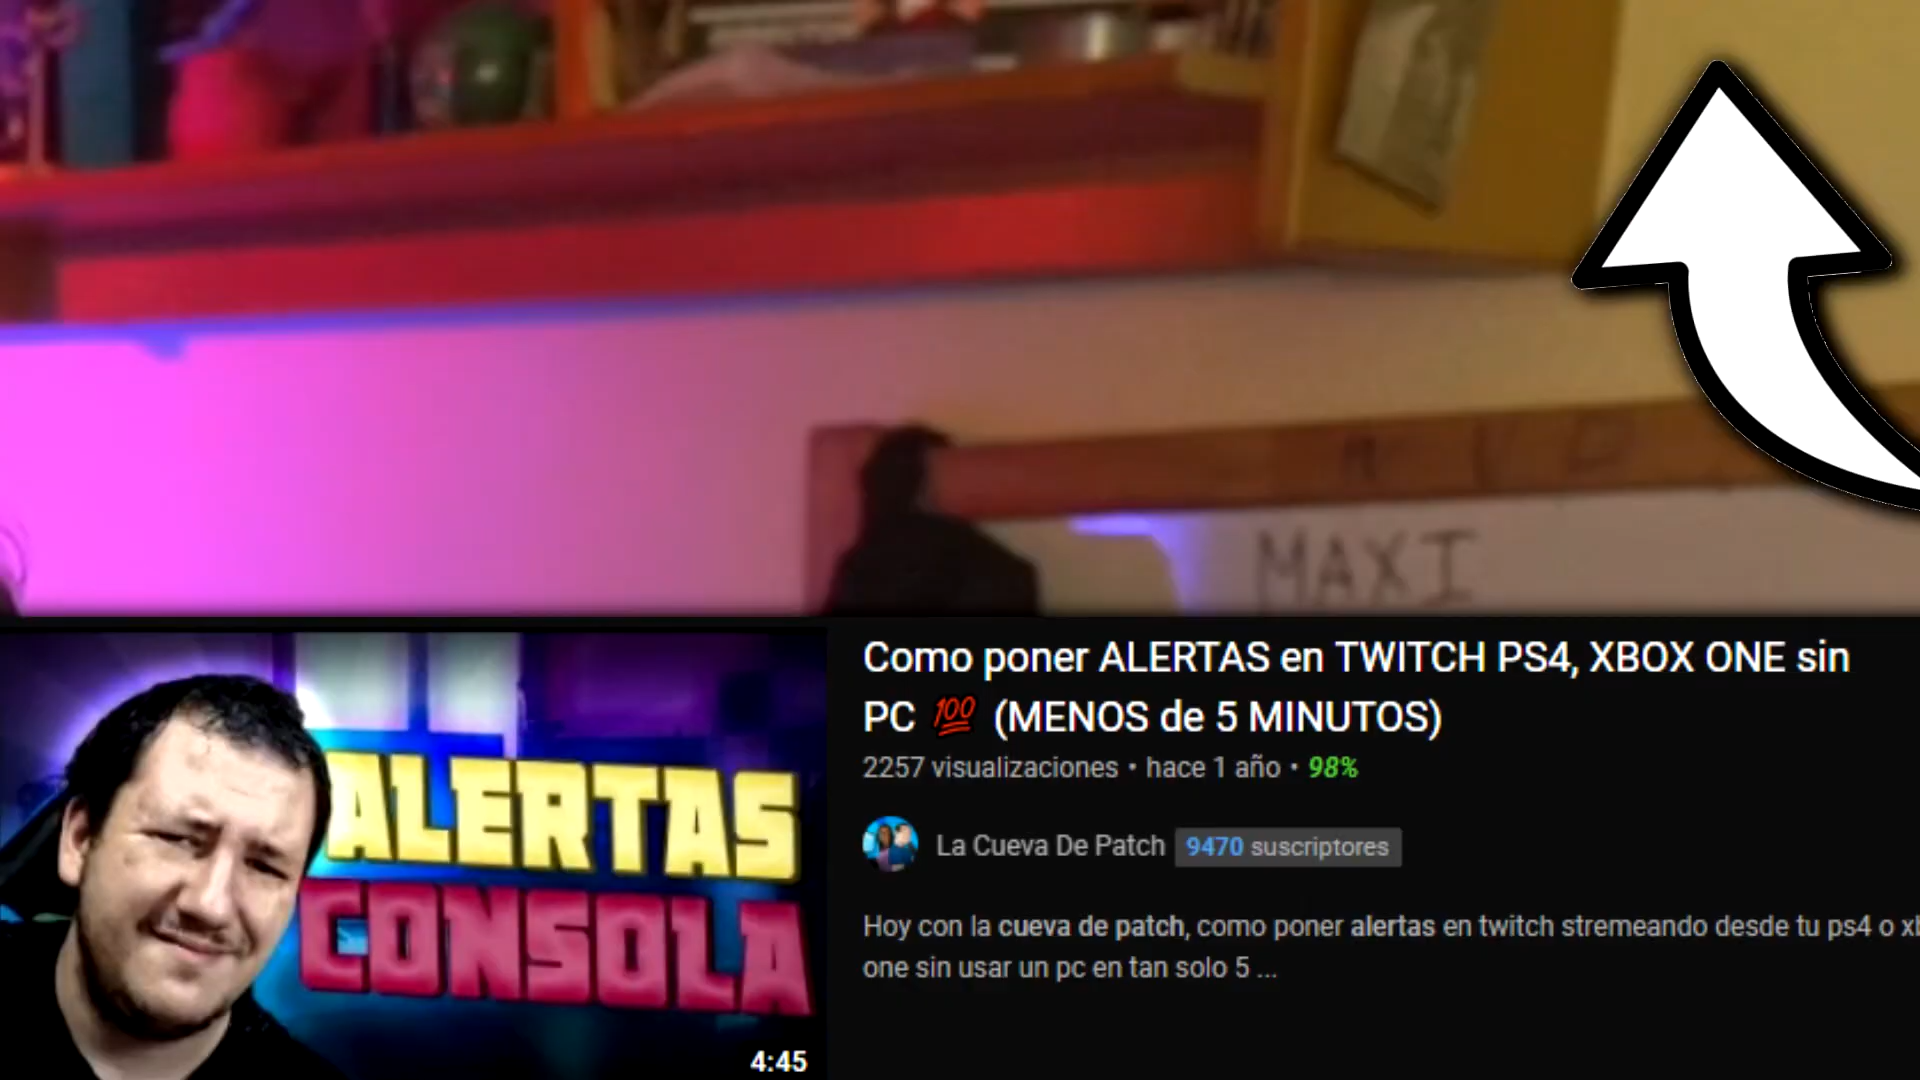 MAXI
Como poner ALERTAS en TWITCH PS4, XBOX ONE sin
PC 💯 (MENOS de 5 MINUTOS)
2257 visualizaciones • hace 1 año • 98%
La Cueva De Patch 9470 suscriptores
Hoy con la cueva de patch, como poner alertas en twitch stremeando desde tu ps4 o xb
one sin usar un pc en tan solo 5 ...
ALERTAS
CONSOLA
4:45